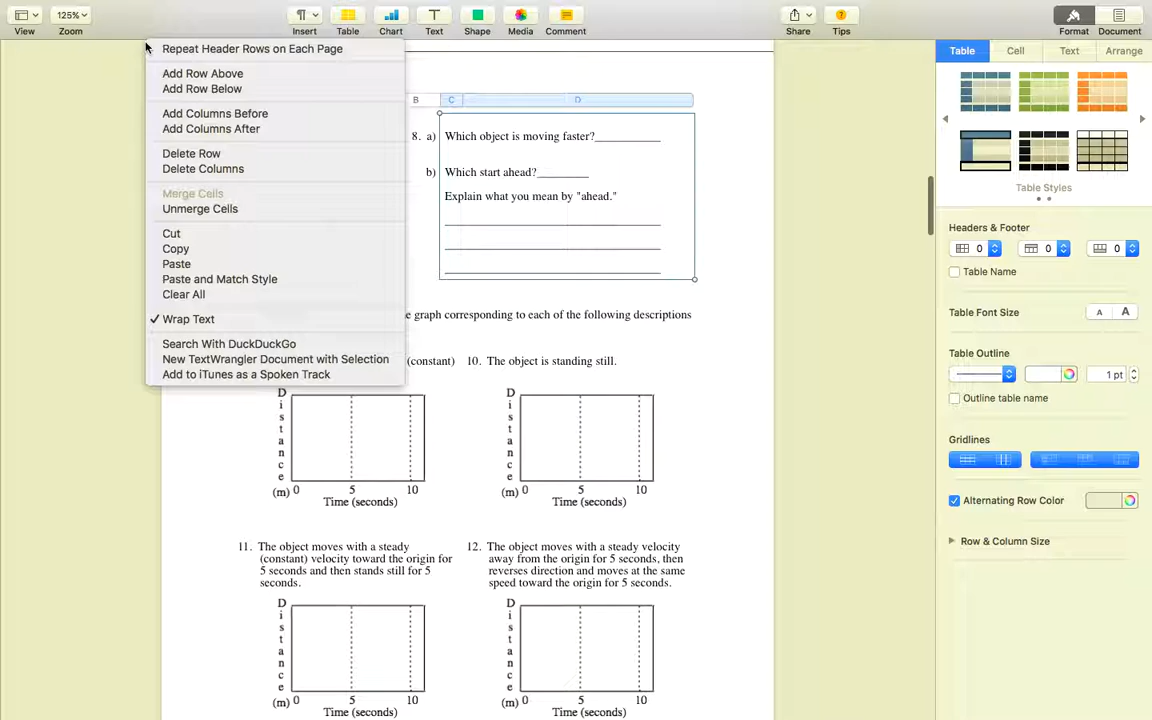 125%
View
Zoom
Insert
Table
Chart
Text
Shape
Media
Comment
Share
Tips
Format
Document
Repeat Header Rows on Each Page
Add Row Above
Add Row Below
Add Columns Before
Add Columns After
Delete Row
Delete Columns
Merge Cells
Unmerge Cells
Cut
Copy
Paste
Paste and Match Style
Clear All
✓ Wrap Text
Search With DuckDuckGo
New TextWrangler Document with Selection
Add to iTunes as a Spoken Track
B C D
8. a) Which object is moving faster?__________
b) Which start ahead?________
Explain what you mean by "ahead."
e graph corresponding to each of the following descriptions
(constant)
10. The object is standing still.
Distance
(m) 0 5 10
Time (seconds)
Distance
(m) 0 5 10
Time (seconds)
11. The object moves with a steady
(constant) velocity toward the origin for
5 seconds and then stands still for 5
seconds.
12. The object moves with a steady velocity
away from the origin for 5 seconds, then
reverses direction and moves at the same
speed toward the origin for 5 seconds.
Distance
(m) 0 5 10
Time (seconds)
Distance
(m) 0 5 10
Time (seconds)
Table
Cell
Text
Arrange
Table Styles
Headers & Footer
0 0 0
Table Name
Table Font Size
A A
Table Outline
1 pt
Outline table name
Gridlines
Alternating Row Color
Row & Column Size